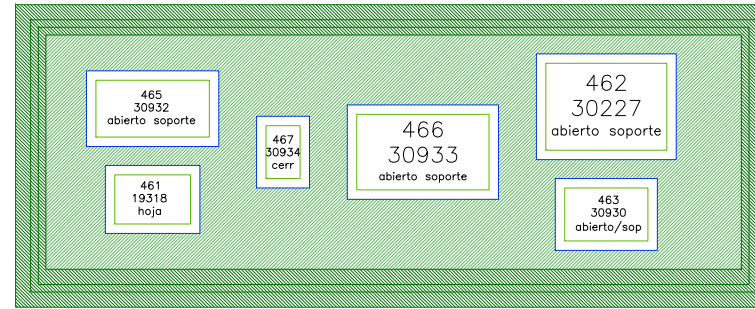 465
30932
abierto soporte
461
19318
hoja
467
30934
cerr
466
30933
abierto soporte
462
30227
abierto soporte
463
30930
abierto/sop